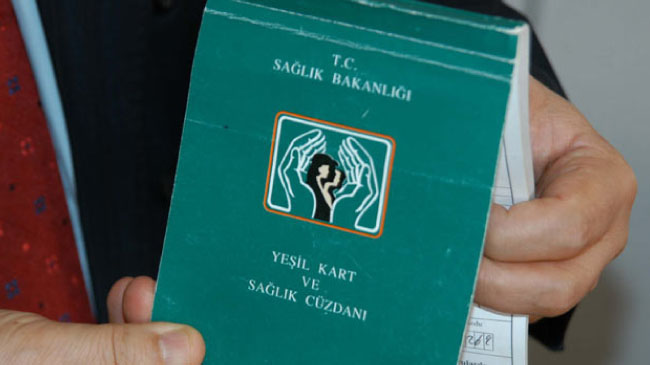 T.C.
SAĞLIK BAKANLIĞI
YEŞİL KART
VE
SAĞLIK CÜZDANI